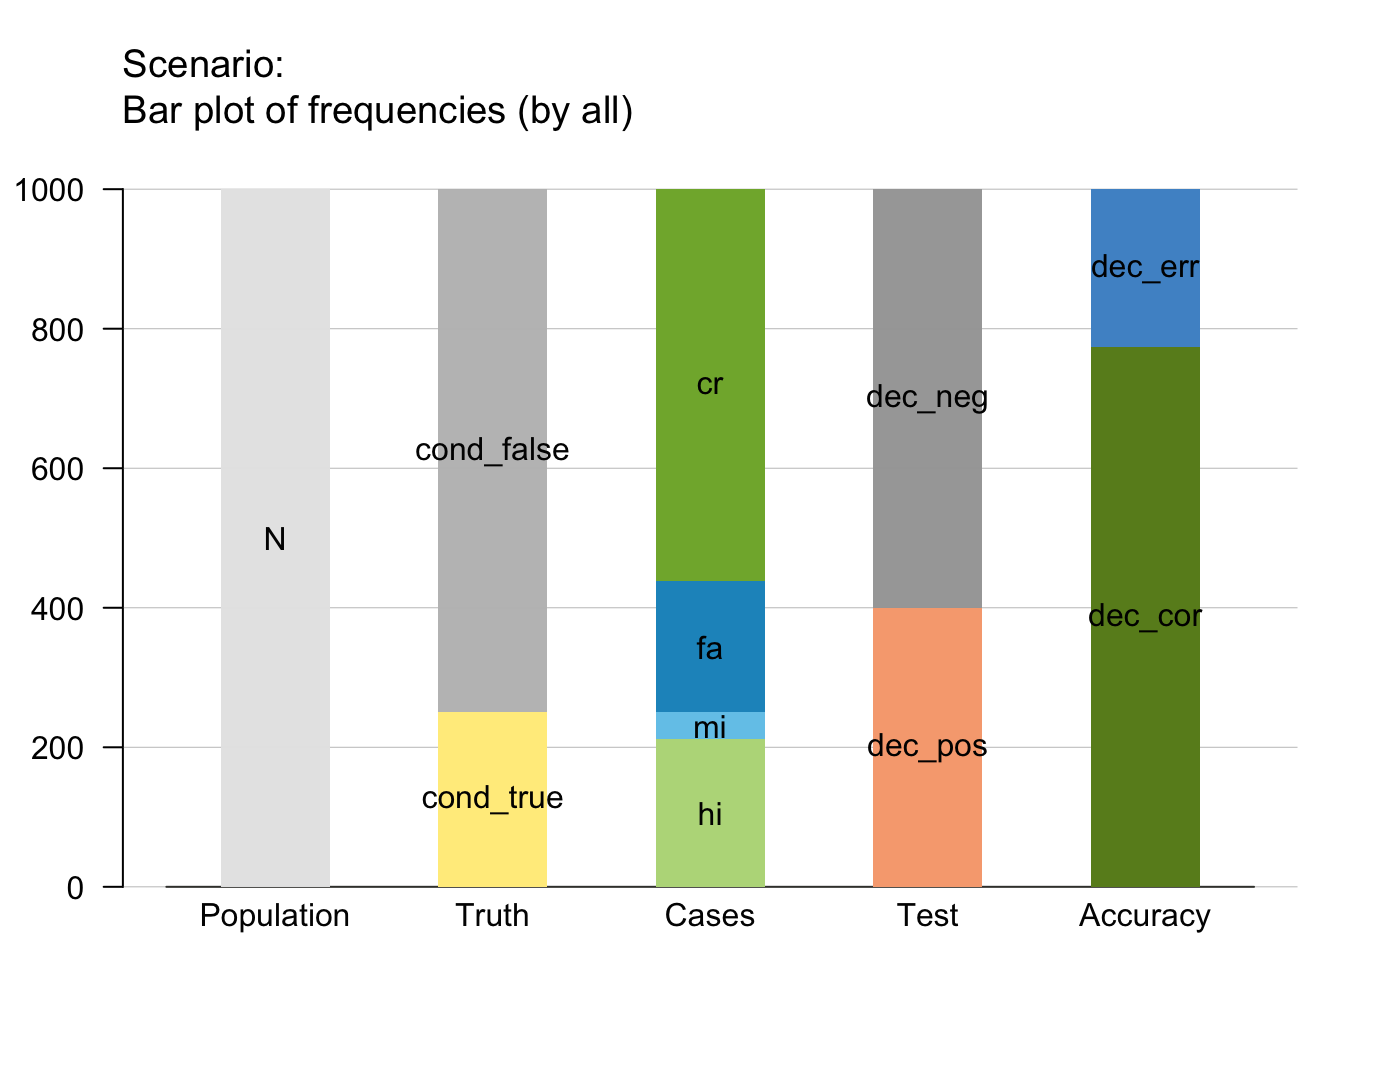 Scenario:
Bar plot of frequencies (by all)
1000
800
600
400
200
0
N
cond_false
cond_true
cr
fa
mi
hi
dec_neg
dec_pos
dec_err
dec_cor
Population
Truth
Cases
Test
Accuracy